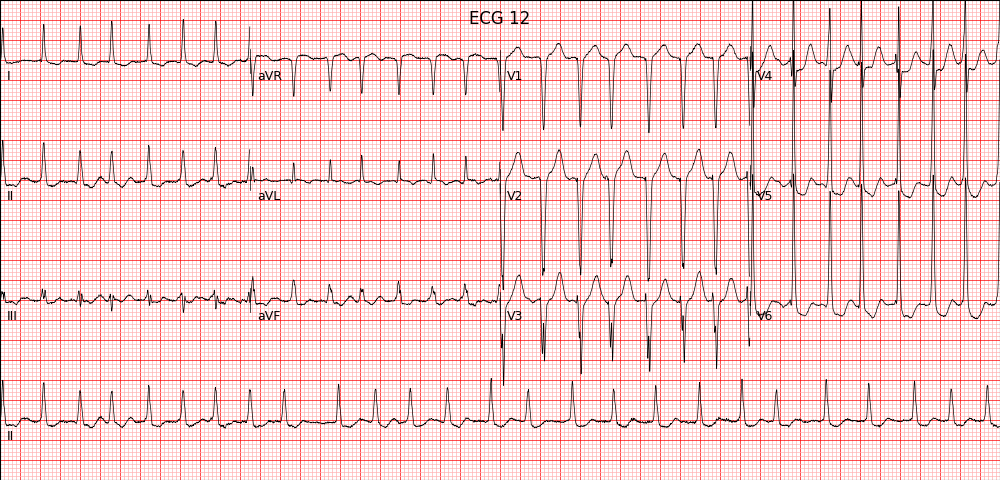 ECG 12
I aVR V1 V4
II aVL V2 V5
III aVF V3 V6
II